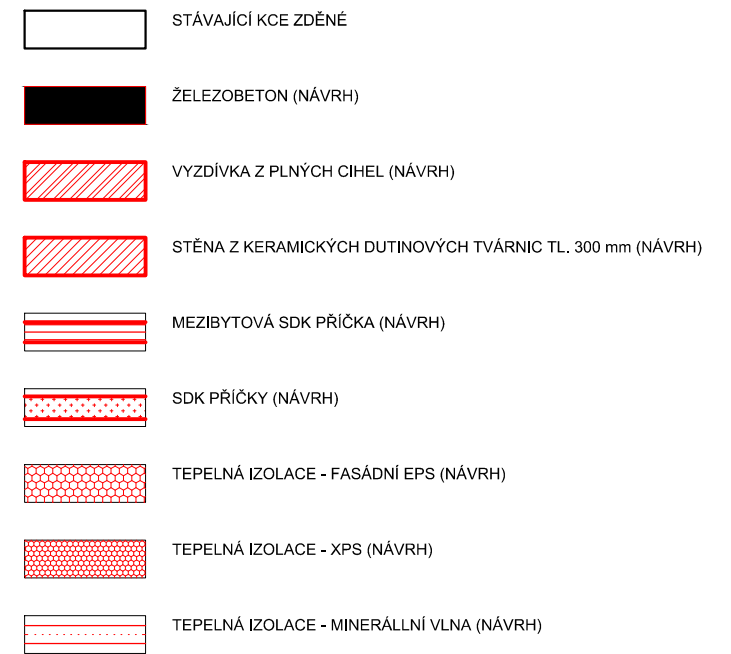 STÁVAJÍCÍ KCE ZDĚNÉ
ŽELEZOBETON (NÁVRH)
VYZDÍVKA Z PLNÝCH CIHEL (NÁVRH)
STĚNA Z KERAMICKÝCH DUTINOVÝCH TVÁRNIC TL. 300 mm (NÁVRH)
MEZIBYTOVÁ SDK PŘÍČKA (NÁVRH)
SDK PŘÍČKY (NÁVRH)
TEPELNÁ IZOLACE - FASÁDNÍ EPS (NÁVRH)
TEPELNÁ IZOLACE - XPS (NÁVRH)
TEPELNÁ IZOLACE - MINERÁLLNÍ VLNA (NÁVRH)